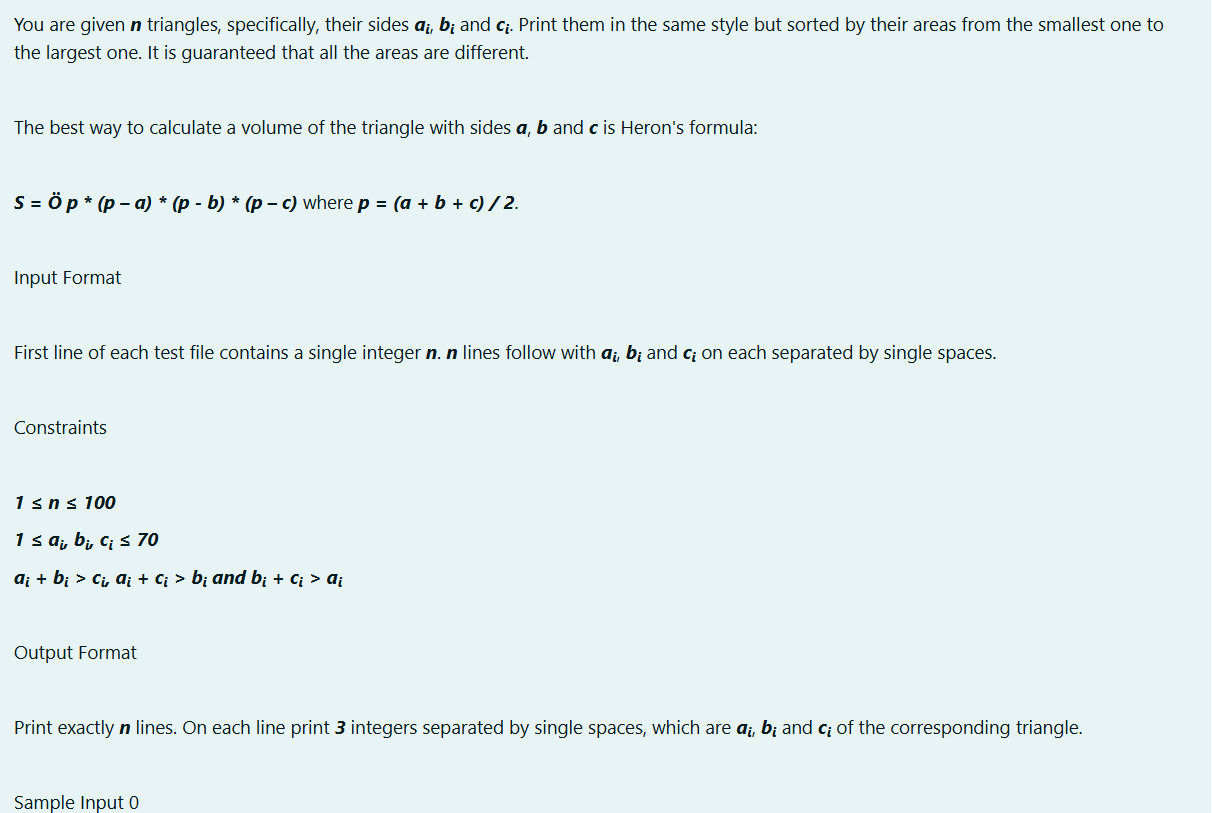 You are given n triangles, specifically, their sides aᵢ, bᵢ and cᵢ. Print them in the same style but sorted by their areas from the smallest one to
the largest one. It is guaranteed that all the areas are different.
The best way to calculate a volume of the triangle with sides a, b and c is Heron's formula:
S = Ö p * (p – a) * (p - b) * (p – c) where p = (a + b + c) / 2.
Input Format
First line of each test file contains a single integer n. n lines follow with aᵢ, bᵢ and cᵢ on each separated by single spaces.
Constraints
1 ≤ n ≤ 100
1 ≤ aᵢ, bᵢ, cᵢ ≤ 70
aᵢ + bᵢ > cᵢ, aᵢ + cᵢ > bᵢ and bᵢ + cᵢ > aᵢ
Output Format
Print exactly n lines. On each line print 3 integers separated by single spaces, which are aᵢ, bᵢ and cᵢ of the corresponding triangle.
Sample Input 0